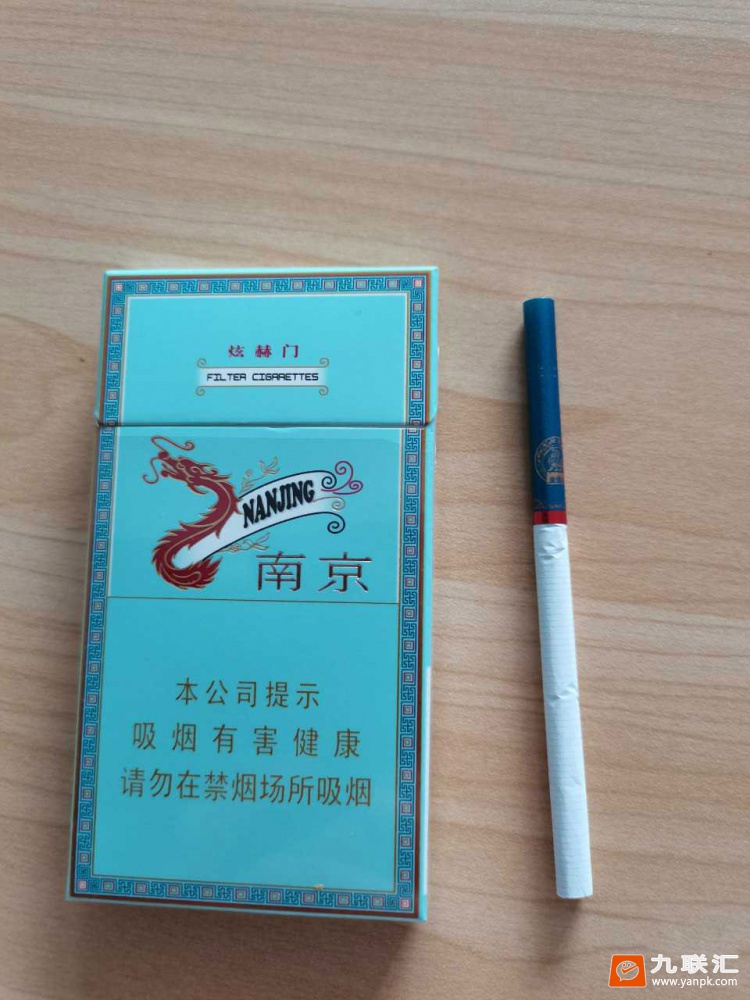 炫赫门
FILTER CIGARETTES
NANJING
南京
本公司提示
吸烟有害健康
请勿在禁烟场所吸烟
九联汇
www.yanpk.com